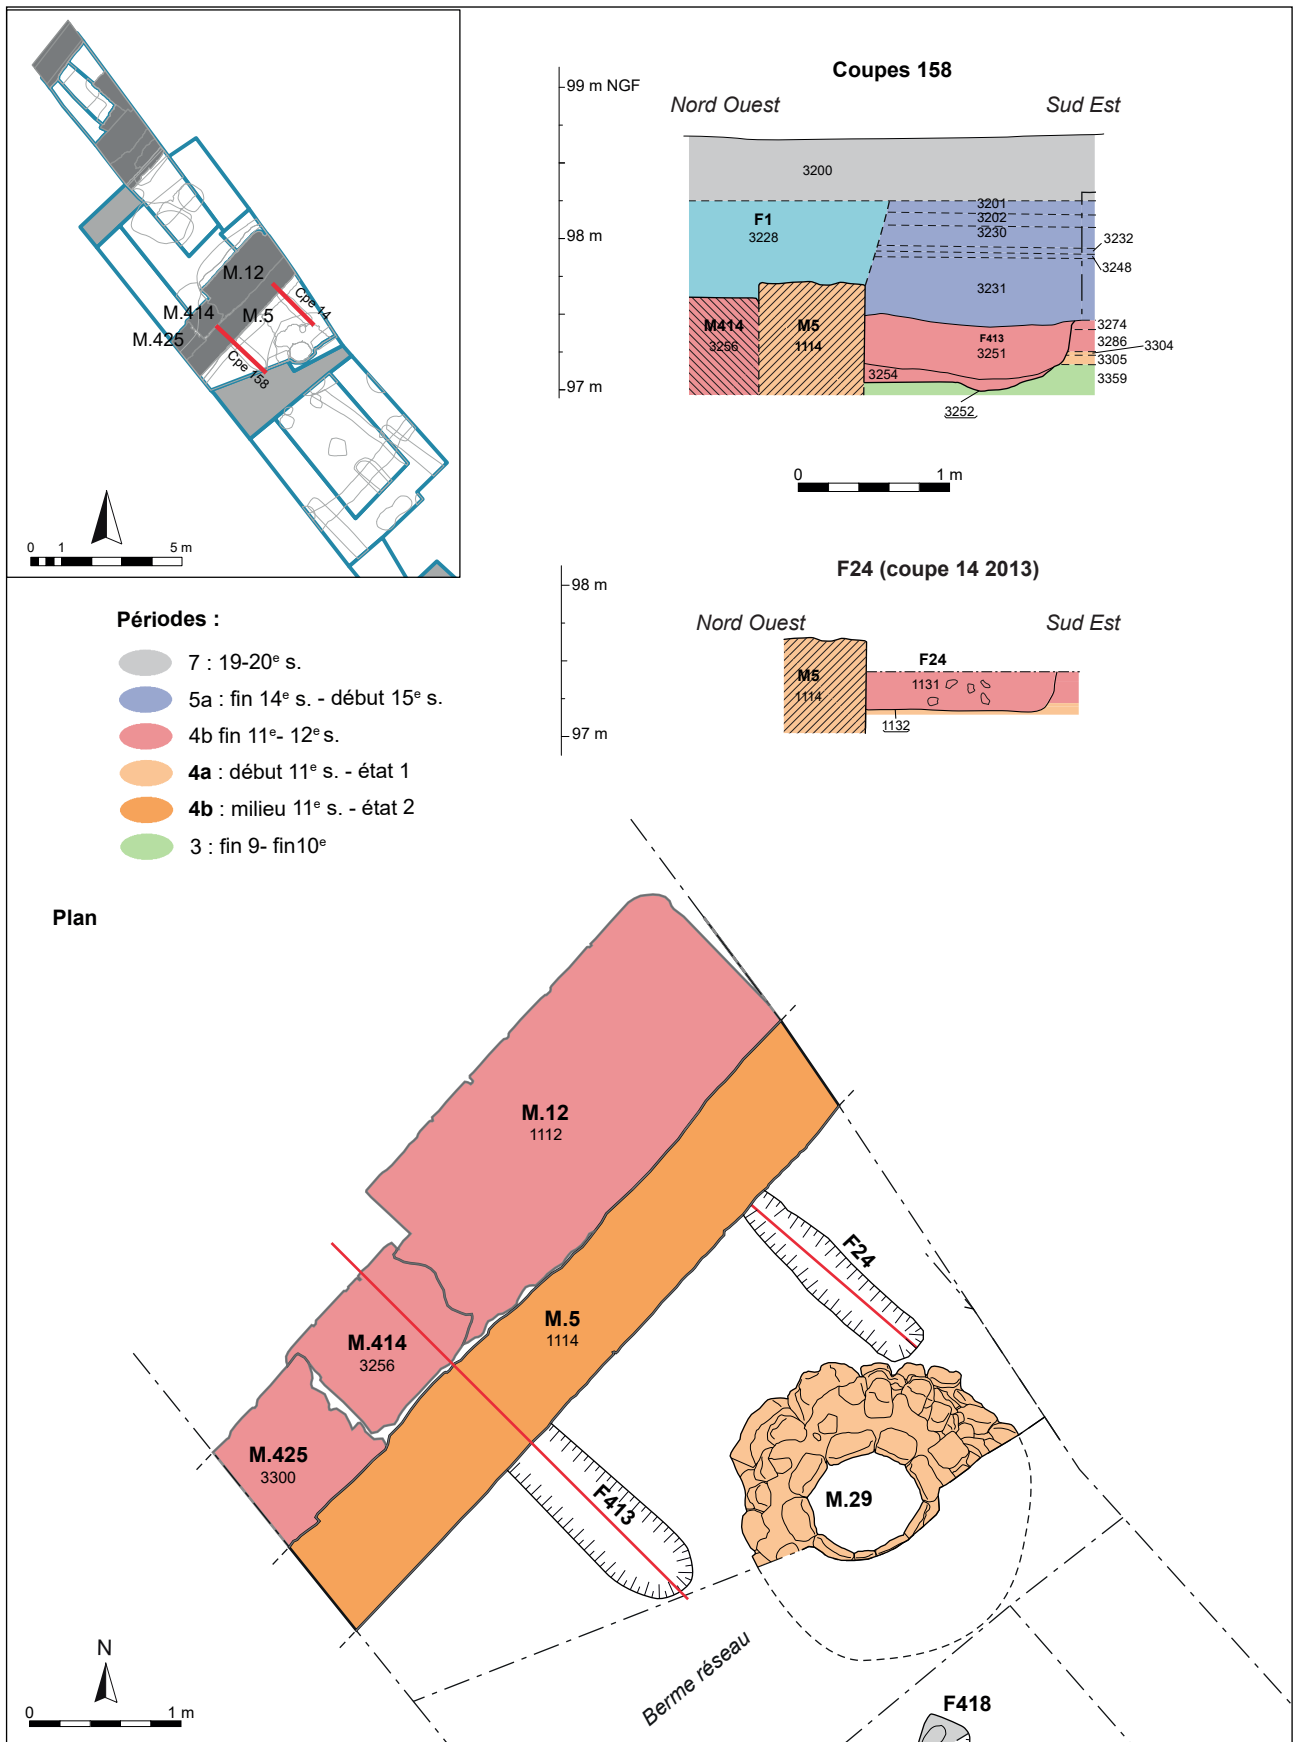 M.12
M.414
M.5
M.425
Cpe 14
Cpe 158
0 1 5 m
Coupes 158
99 m NGF
Nord Ouest Sud Est
3200
3201
3202
F1
3230
3228
98 m
3232
3248
3231
M414
M5
3256
1114
F413
3251
3274
3286
3304
3305
3254
3359
97 m
3252
0 1 m
F24 (coupe 14 2013)
98 m
Nord Ouest Sud Est
F24
M5
1131
1114
1132
97 m
Périodes :
7 : 19-20e s.
5a : fin 14e s. - début 15e s.
4b fin 11e- 12e s.
4a : début 11e s. - état 1
4b : milieu 11e s. - état 2
3 : fin 9- fin10e
Plan
M.12
1112
F24
M.5
1114
M.414
3256
M.425
3300
F413
M.29
N
0 1 m
Berme réseau
F418